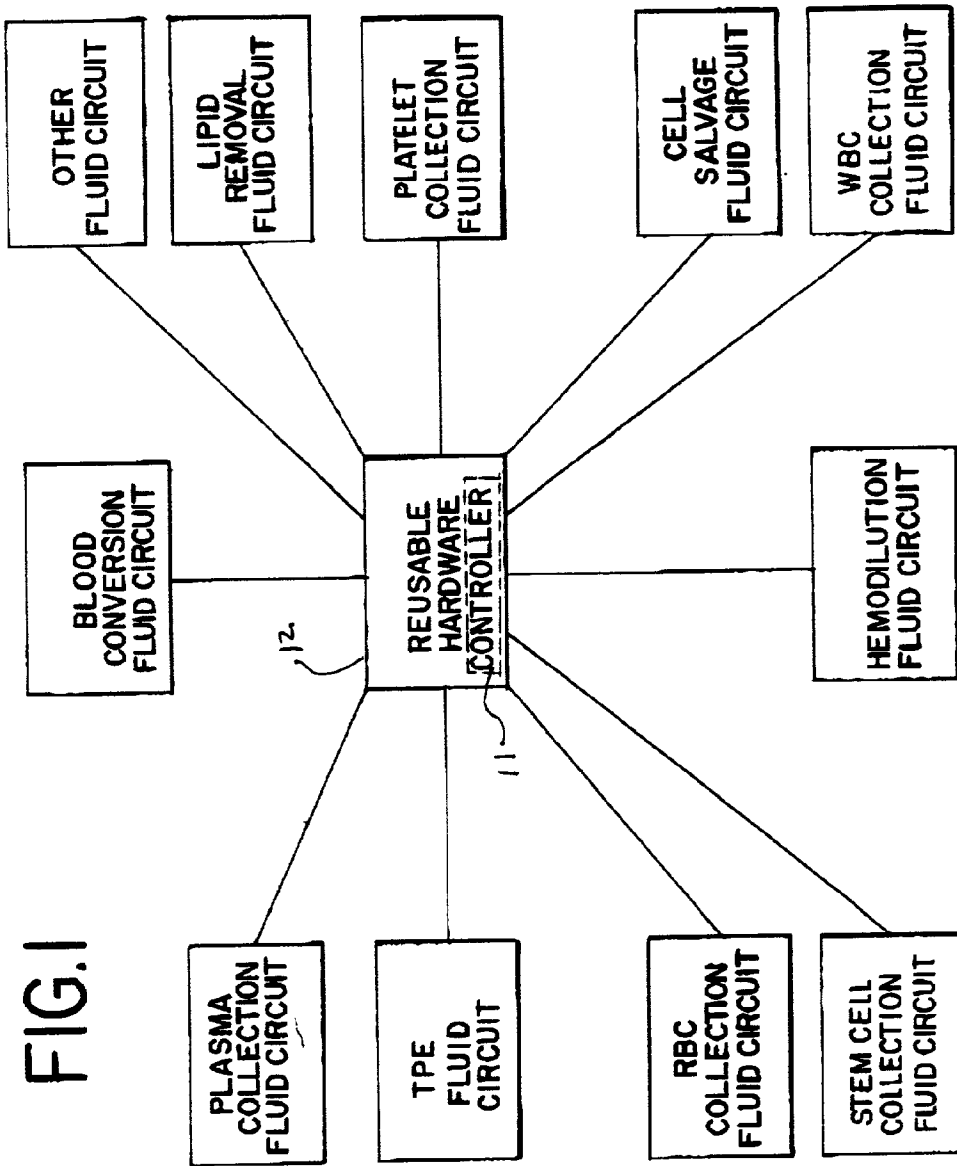 FIG.1
PLASMA
COLLECTION
FLUID CIRCUIT
TPE
FLUID
CIRCUIT
RBC
COLLECTION
FLUID CIRCUIT
STEM CELL
COLLECTION
FLUID CIRCUIT
BLOOD
CONVERSION
FLUID CIRCUIT
12
REUSABLE
HARDWARE
CONTROLLER
11
HEMODILUTION
FLUID CIRCUIT
OTHER
FLUID CIRCUIT
LIPID
REMOVAL
FLUID CIRCUIT
PLATELET
COLLECTION
FLUID CIRCUIT
CELL
SALVAGE
FLUID CIRCUIT
WBC
COLLECTION
FLUID CIRCUIT